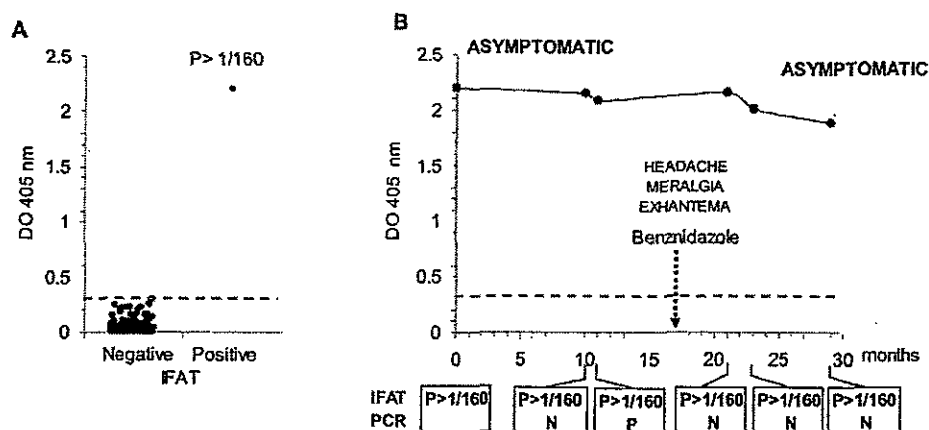 A
P> 1/160
2.5
2
1.5
1
0.5
0
DO 405 nm
Negative Positive
IFAT
B
ASYMPTOMATIC
ASYMPTOMATIC
2.5
2
1.5
1
0.5
0
DO 405 nm
HEADACHE
MERALGIA
EXHANTEMA
Benznidazole
0 5 10 15 20 25 30 months
IFAT P>1/160 P>1/160 P>1/160 P>1/160 P>1/160 P>1/160
PCR N P N N N